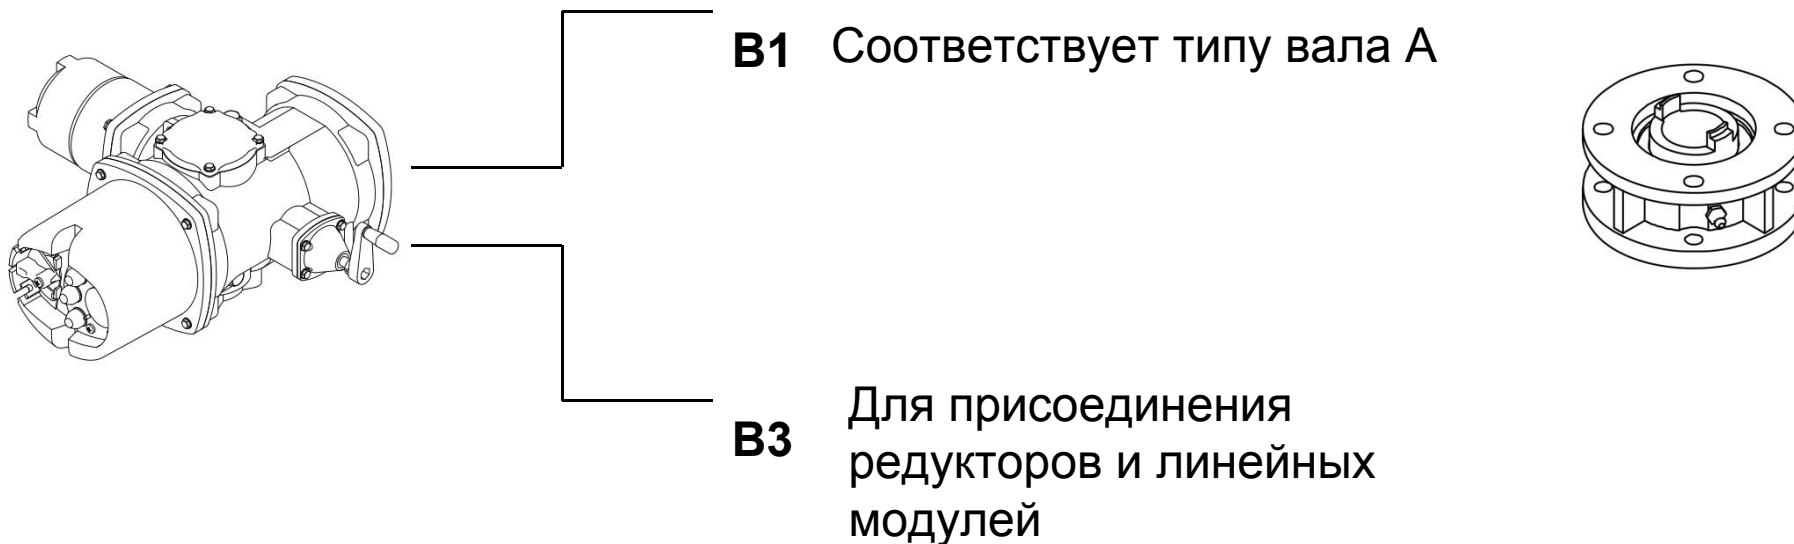 B1 Соответствует типу вала А
B3 Для присоединения
редукторов и линейных
модулей